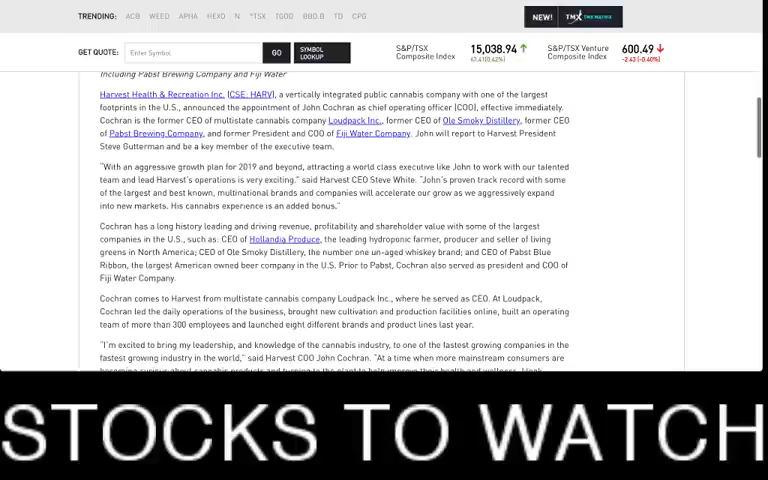 TRENDING: ACB WEED APHA HEXO N ^TSX TGOD BBD.B TD CPG
NEW! TMX TMX MATRIX
GET QUOTE: Enter Symbol GO SYMBOL LOOKUP
S&P/TSX Composite Index 15,038.94
S&P/TSX Venture Composite Index 600.49
-2.43 (-0.40%)
Including Pabst Brewing Company and Fiji Water
Harvest Health & Recreation Inc. (CSE: HARV), a vertically integrated public cannabis company with one of the largest
footprints in the U.S., announced the appointment of John Cochran as chief operating officer (COO), effective immediately.
Cochran is the former CEO of multistate cannabis company Loudpack Inc., former CEO of Ole Smoky Distillery, former CEO
of Pabst Brewing Company, and former President and COO of Fiji Water Company. John will report to Harvest President
Steve Gutterman and be a key member of the executive team.
"With an aggressive growth plan for 2019 and beyond, attracting a world class executive like John to work with our talented
team and lead Harvest's operations is very exciting," said Harvest CEO Steve White. "John's proven track record with some
of the largest and best known, multinational brands and companies will accelerate our grow as we aggressively expand
into new markets. His cannabis experience is an added bonus."
Cochran has a long history leading and driving revenue, profitability and shareholder value with some of the largest
companies in the U.S., such as: CEO of Hollandia Produce, the leading hydroponic farmer, producer and seller of living
greens in North America; CEO of Ole Smoky Distillery, the number one un-aged whiskey brand; and CEO of Pabst Blue
Ribbon, the largest American owned beer company in the U.S. Prior to Pabst, Cochran also served as president and COO of
Fiji Water Company.
Cochran comes to Harvest from multistate cannabis company Loudpack Inc., where he served as CEO. At Loudpack,
Cochran led the daily operations of the business, brought new cultivation and production facilities online, built an operating
team of more than 300 employees and launched eight different brands and product lines last year.
"I'm excited to bring my leadership, and knowledge of the cannabis industry, to one of the fastest growing companies in the
fastest growing industry in the world," said Harvest COO John Cochran. "At a time when more mainstream consumers are
STOCKS TO WATCH